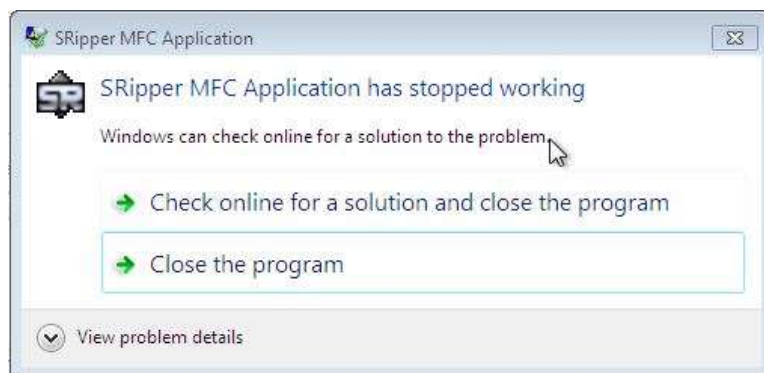 SRipper MFC Application
SR
SRipper MFC Application has stopped working
Windows can check online for a solution to the problem.
Check online for a solution and close the program
Close the program
View problem details